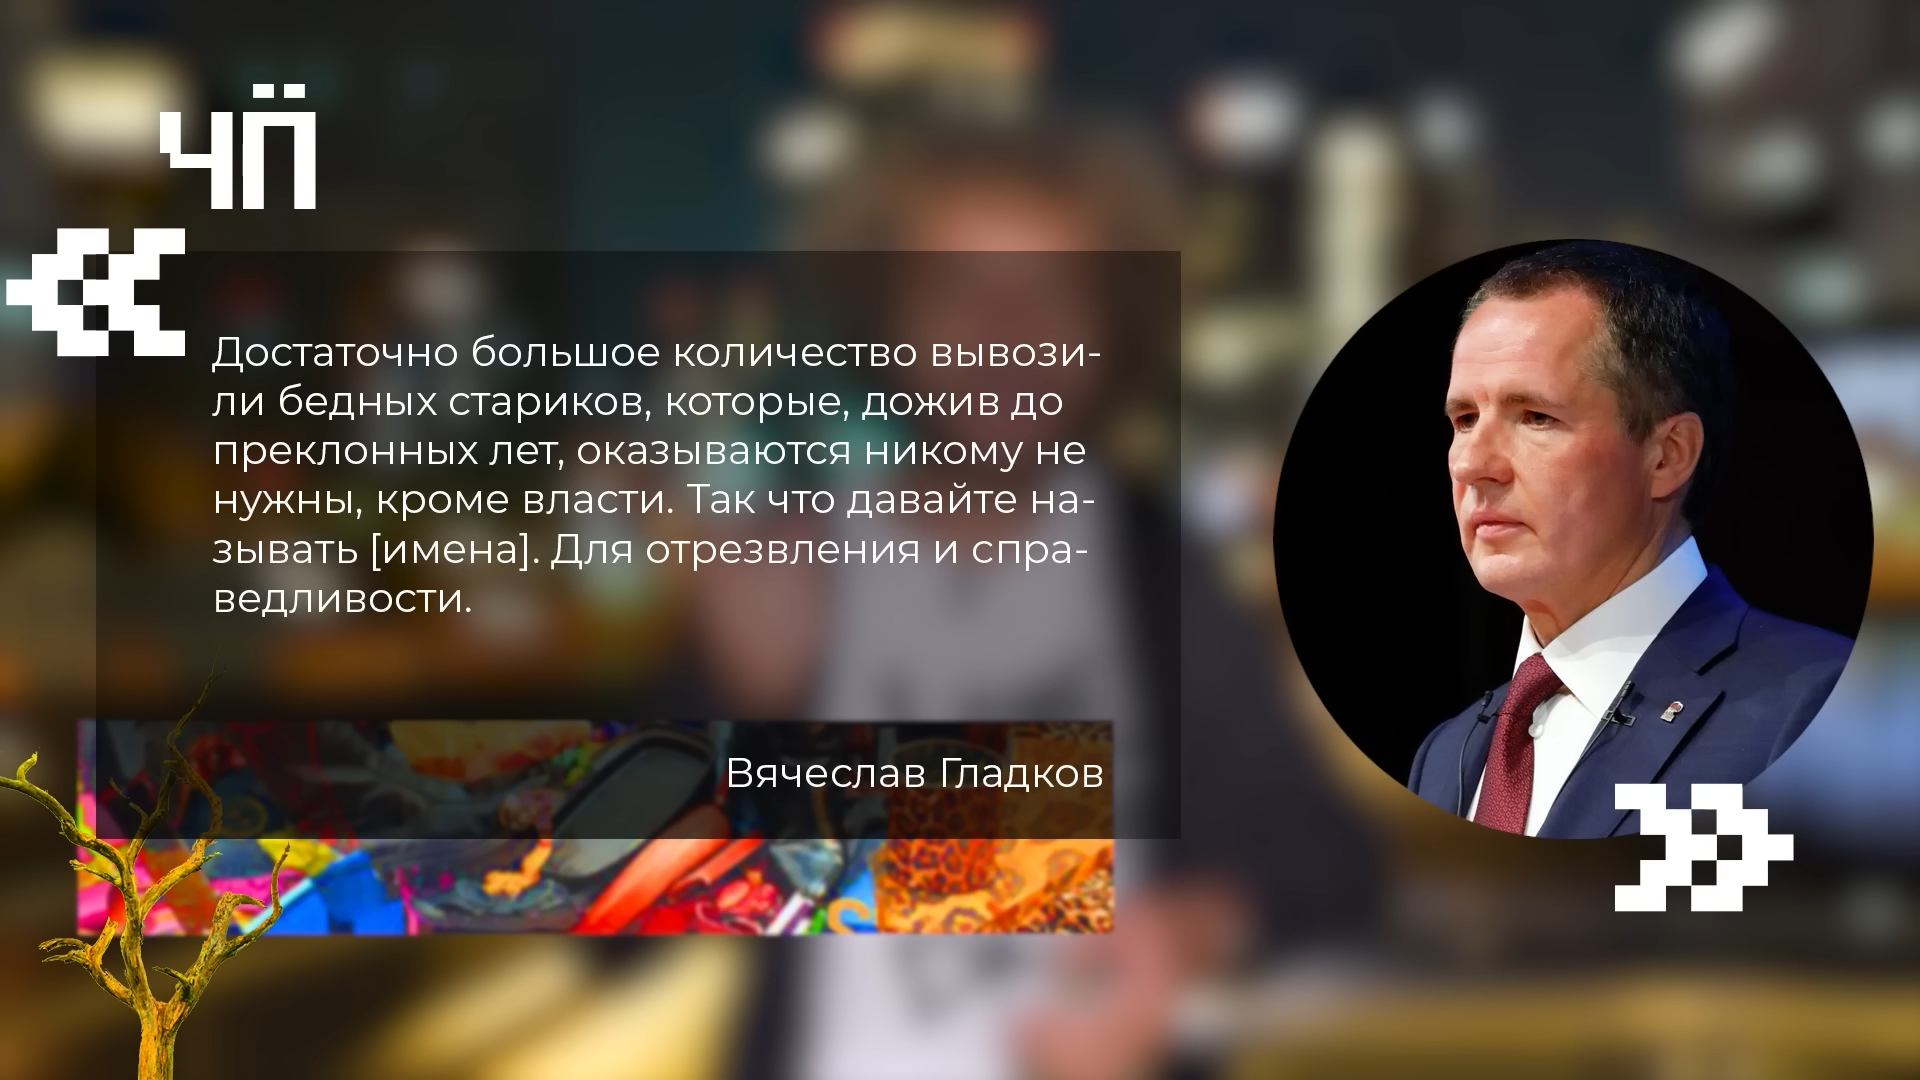 ЧП̈
Достаточно большое количество вывози-
ли бедных стариков, которые, дожив до
преклонных лет, оказываются никому не
нужны, кроме власти. Так что давайте на-
зывать [имена]. Для отрезвления и спра-
ведливости.
Вячеслав Гладков